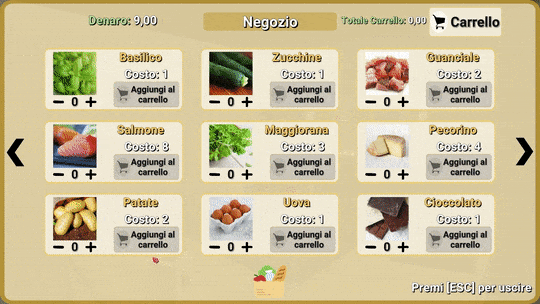 Denaro: 9,00
Negozio
Totale Carrello: 0,00
Carrello
Basilico
Costo: 1
Aggiungi al
carrello
- 0 +
Zucchine
Costo: 1
Aggiungi al
carrello
- 0 +
Guanciale
Costo: 2
Aggiungi al
carrello
- 0 +
Salmone
Costo: 8
Aggiungi al
carrello
- 0 +
Maggiorana
Costo: 3
Aggiungi al
carrello
- 0 +
Pecorino
Costo: 4
Aggiungi al
carrello
- 0 +
Patate
Costo: 2
Aggiungi al
carrello
- 0 +
Uova
Costo: 1
Aggiungi al
carrello
- 0 +
Cioccolato
Costo: 1
Aggiungi al
carrello
- 0 +
Premi [ESC] per uscire